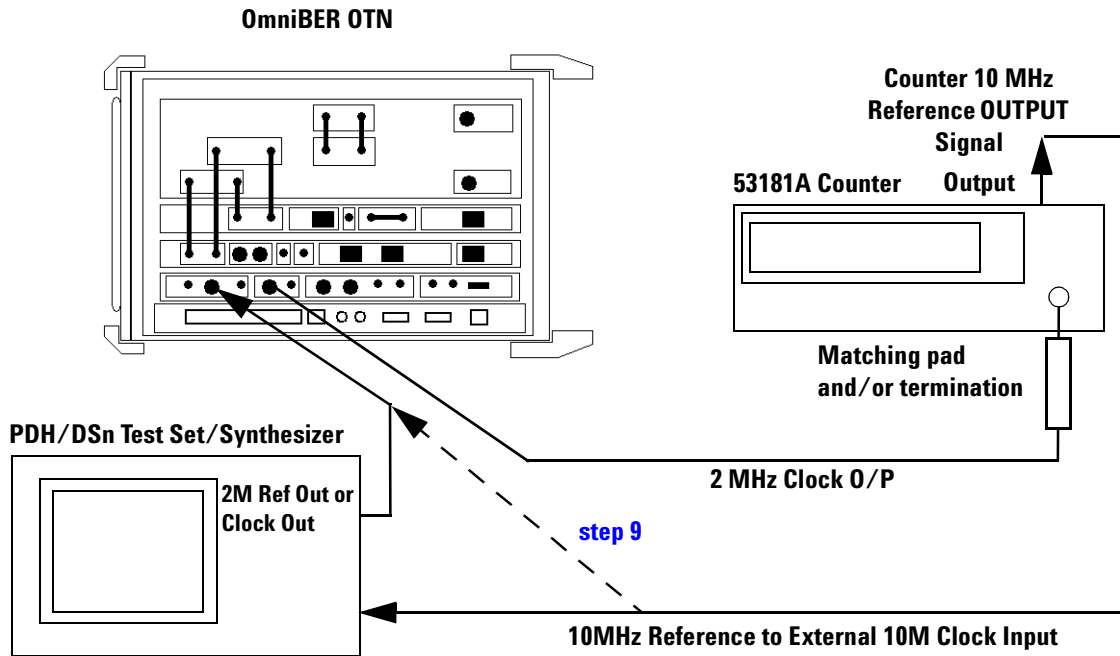 OmniBER OTN
Counter 10 MHz
Reference OUTPUT
Signal
53181A Counter
Output
Matching pad
and/or termination
PDH/DSn Test Set/Synthesizer
2M Ref Out or
Clock Out
2 MHz Clock O/P
step 9
10MHz Reference to External 10M Clock Input